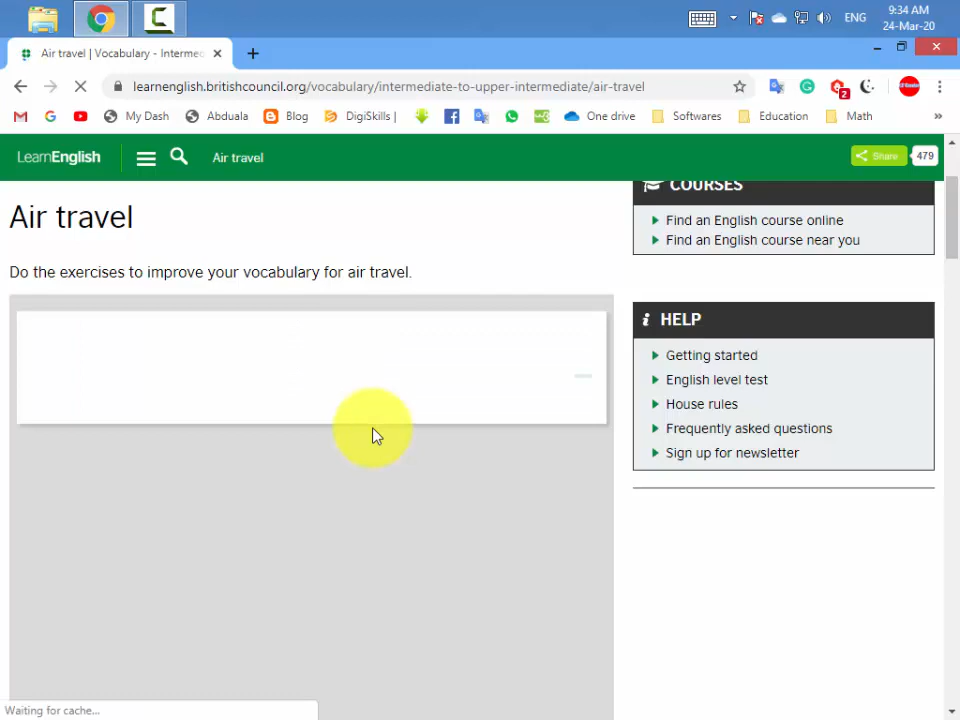 9:34 AM
ENG
24-Mar-20
Air travel | Vocabulary - Interme
learnenglish.britishcouncil.org/vocabulary/intermediate-to-upper-intermediate/air-travel
2
My Dash
Abduala
Blog
DigiSkills |
One drive
Softwares
Education
Math
»
LearnEnglish
Air travel
Share
479
COURSES
Air travel
Find an English course online
Find an English course near you
Do the exercises to improve your vocabulary for air travel.
HELP
Getting started
English level test
House rules
Frequently asked questions
Sign up for newsletter
Waiting for cache...